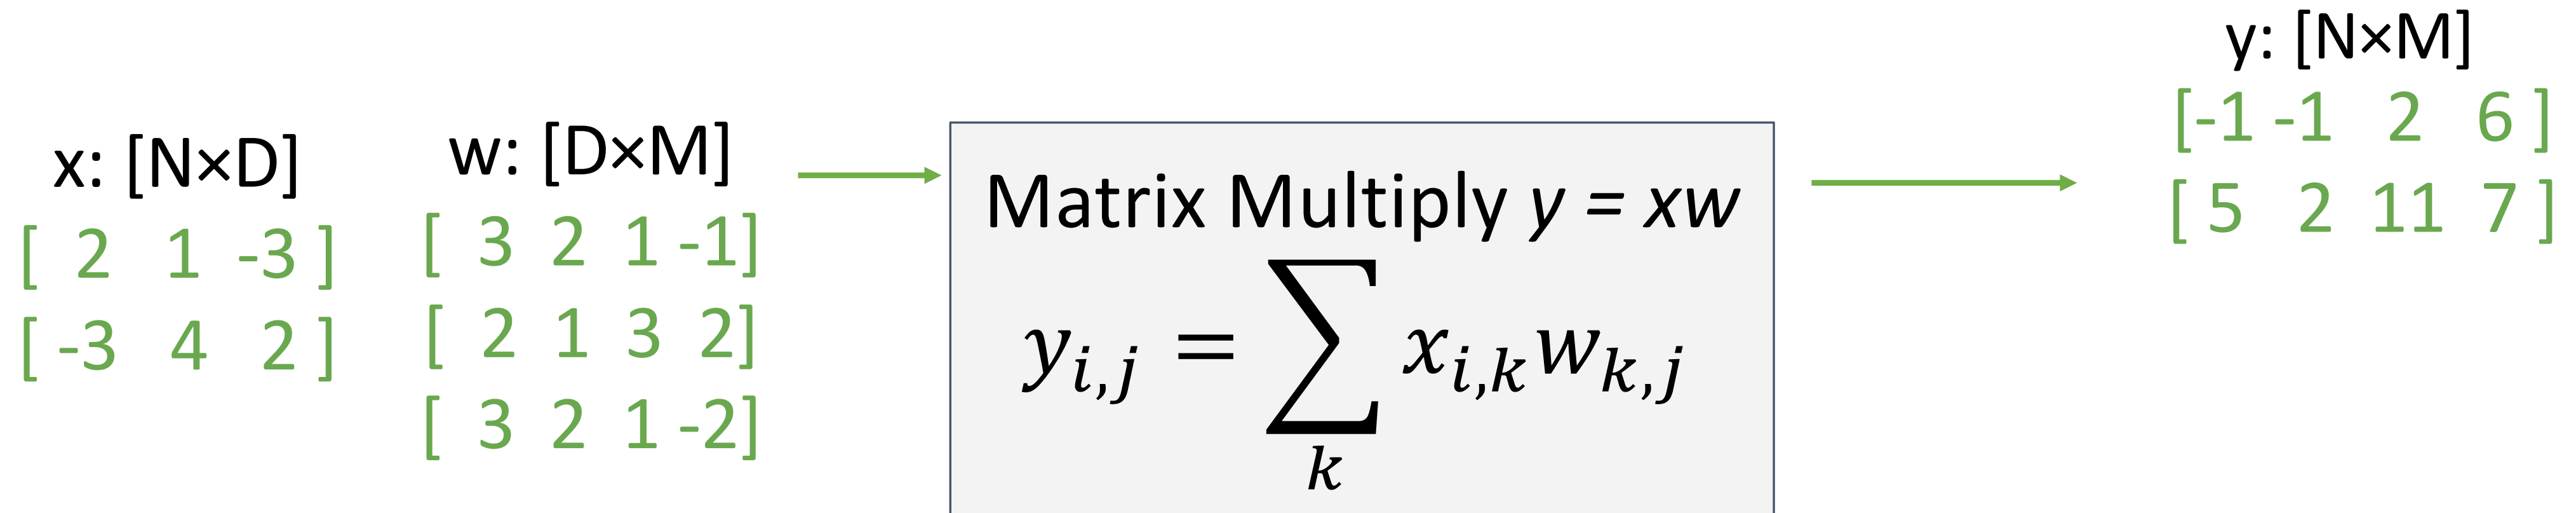 x: [N×D]
[ 2 1 -3 ]
[ -3 4 2 ]
w: [D×M]
[ 3 2 1 -1]
[ 2 1 3 2]
[ 3 2 1 -2]
Matrix Multiply y = xw
y_{i,j} = \sum_{k} x_{i,k} w_{k,j}
y: [N×M]
[-1 -1 2 6 ]
[ 5 2 11 7 ]